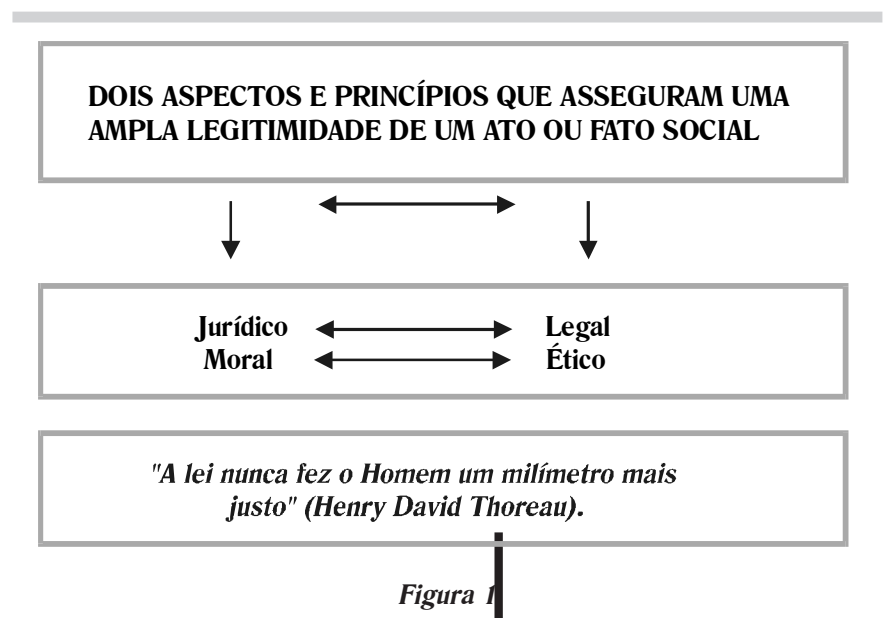 DOIS ASPECTOS E PRINCÍPIOS QUE ASSEGURAM UMA
AMPLA LEGITIMIDADE DE UM ATO OU FATO SOCIAL
Jurídico Legal
Moral Ético
"A lei nunca fez o Homem um milímetro mais
justo" (Henry David Thoreau).
Figura 1